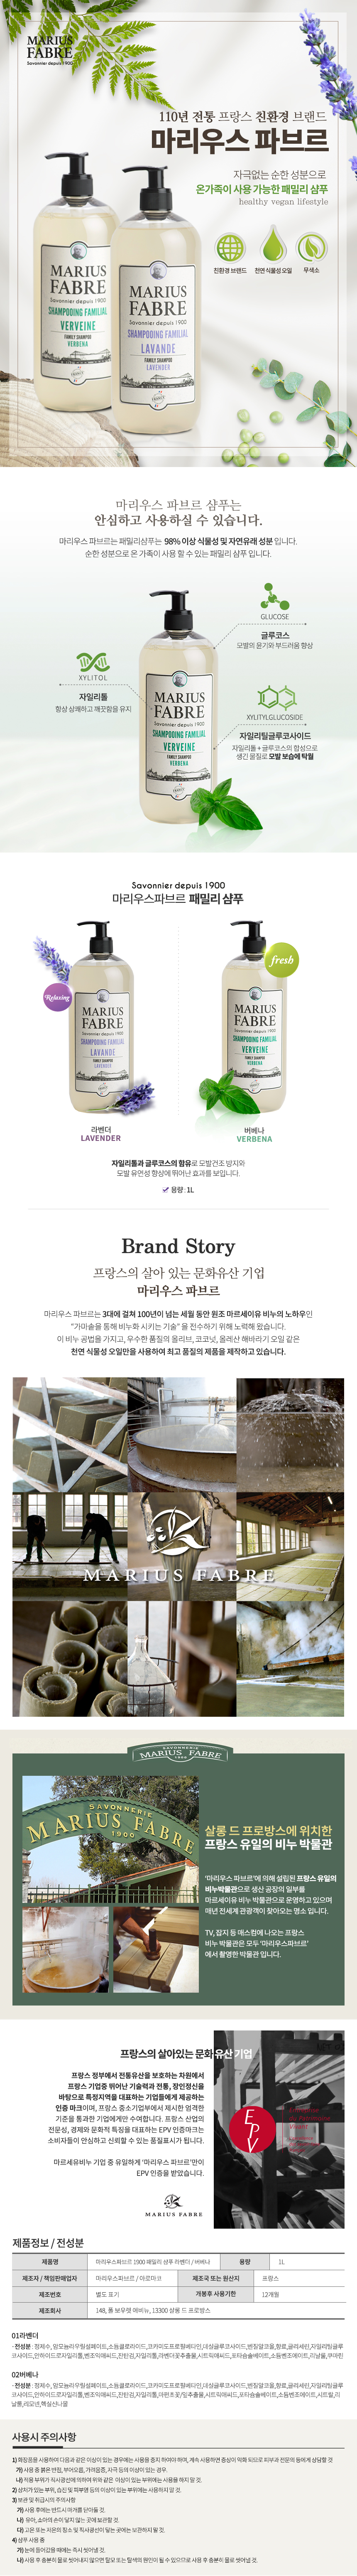 MARIUS
FABRE
Savonnier depuis 1900
110년 전통 프랑스 친환경 브랜드
마리우스 파브르
자극없는 순한 성분으로
온가족이 사용 가능한 패밀리 샴푸
healthy vegan lifestyle
친환경 브랜드
천연 식물성 오일
무색소
MARIUS
FABRE
Savonnier depuis 1900
SHAMPOOING FAMILIAL
VERVEINE
FAMILY SHAMPOO
VERBENA
MARIUS
FABRE
Savonnier depuis 1900
SHAMPOOING FAMILIAL
LAVANDE
FAMILY SHAMPOO
LAVENDER
마리우스 파브르 샴푸는
안심하고 사용하실 수 있습니다.
마리우스 파브르는 패밀리샴푸는 98% 이상 식물성 및 자연유래 성분 입니다.
순한 성분으로 온 가족이 사용 할 수 있는 패밀리 샴푸 입니다.
GLUCOSE
글루코스
모발의 윤기와 부드러움 향상
XYLITOL
자일리톨
항상 상쾌하고 깨끗함을 유지
XYLITYLGLUCOSIDE
자일리틸글루코사이드
자일리톨 + 글루코스의 합성으로
생긴 물질로 모발 보습에 탁월
MARIUS
FABRE
Savonnier depuis 1900
SHAMPOOING FAMILIAL
VERVEINE
FAMILY SHAMPOO
VERBENA
Savonnier depuis 1900
마리우스파브르 패밀리 샴푸
Relaxing
MARIUS
FABRE
Savonnier depuis 1900
SHAMPOOING FAMILIAL
LAVANDE
FAMILY SHAMPOO
LAVENDER
fresh
MARIUS
FABRE
Savonnier depuis 1900
SHAMPOOING FAMILIAL
VERVEINE
FAMILY SHAMPOO
VERBENA
라벤더
LAVENDER
버베나
VERBENA
자일리톨과 글루코스의 함유로 모발건조 방지와
모발 유연성 향상에 뛰어난 효과를 보입니다.
용량 : 1L
Brand Story
프랑스의 살아 있는 문화유산 기업
마리우스 파브르
마리우스 파브르는 3대에 걸쳐 100년이 넘는 세월 동안 원조 마르세이유 비누의 노하우인
“가마솥을 통해 비누화 시키는 기술” 을 전수하기 위해 노력해 왔습니다.
이 비누 공법을 가지고, 우수한 품질의 올리브, 코코넛, 올리산 해바라기 오일 같은
천연 식물성 오일만을 사용하여 최고 품질의 제품을 제작하고 있습니다.
MARIUS FABRE
SAVONNERIE
MARIUS FABRE
SAVONNERIE
MARIUS FABRE
1900
살롱 드 프로방스에 위치한
프랑스 유일의 비누 박물관
'마리우스 파브르'에 의해 설립된 프랑스 유일의
비누박물관으로 생산 공장의 일부를
마르세이유 비누 박물관으로 운영하고 있으며
매년 전세계 관광객이 찾아오는 명소 입니다.
TV, 잡지 등 매스컴에 나오는 프랑스
비누 박물관은 모두 '마리우스파브르'
에서 촬영한 박물관 입니다.
프랑스의 살아있는 문화 유산 기업
프랑스 정부에서 전통유산을 보호하는 차원에서
프랑스 기업중 뛰어난 기술력과 전통, 장인정신을
바탕으로 특정지역을 대표하는 기업들에게 제공하는
인증 마크이며, 프랑스 중소기업부에서 제시한 엄격한
기준을 통과한 기업에게만 수여합니다. 프랑스 산업의
전문성, 경제와 문화적 특징을 대표하는 EPV 인증마크는
소비자들이 안심하고 신뢰할 수 있는 품질표시가 됩니다.
마르세유비누 기업 중 유일하게 '마리우스 파브르'만이
EPV 인증을 받았습니다.
MARIUS FABRE
EPV
제품정보 / 전성분
제품명 마리우스파브르 1900 패밀리 샴푸 라벤더 / 버베나 용량 1L
제조자 / 책임판매업자 마리우스파브르 / 마로마코 제조국 또는 원산지 프랑스
제조번호 별도 표기 개봉후 사용기한 12개월
제조회사 148, 폴 보우렛 에비뉴, 13300 살롱 드 프로방스
01라벤더
02버베나
사용시 주의사항
1) 화장품을 사용하여 다음과 같은 이상이 있는 경우에는 사용을 중지 하여야 하며, 계속 사용하면 증상이 악화 되므로 피부과 전문의 등에게 상담할 것
가) 사용 중 붉은 반점, 부어오름, 가려움증, 자극 등의 이상이 있는 경우.
나) 적용 부위가 직사광선에 의하여 위와 같은 이상이 있는 부위에는 사용을 하지 말 것.
2) 상처가 있는 부위, 습진 및 피부염 등의 이상이 있는 부위에는 사용하지 말 것.
3) 보관 및 취급시의 주의사항
가) 사용 후에는 반드시 마개를 닫아둘 것.
나) 유아, 소아의 손이 닿지 않는 곳에 보관할 것.
다) 고온 또는 저온의 장소 및 직사광선이 닿는 곳에는 보관하지 말 것.
4) 샴푸 사용 중
가) 눈에 들어갔을 때에는 즉시 씻어낼 것.
나) 사용 후 충분히 물로 씻어내지 않으면 탈모 또는 탈색의 원인이 될 수 있으므로 사용 후 충분히 물로 씻어낼 것.